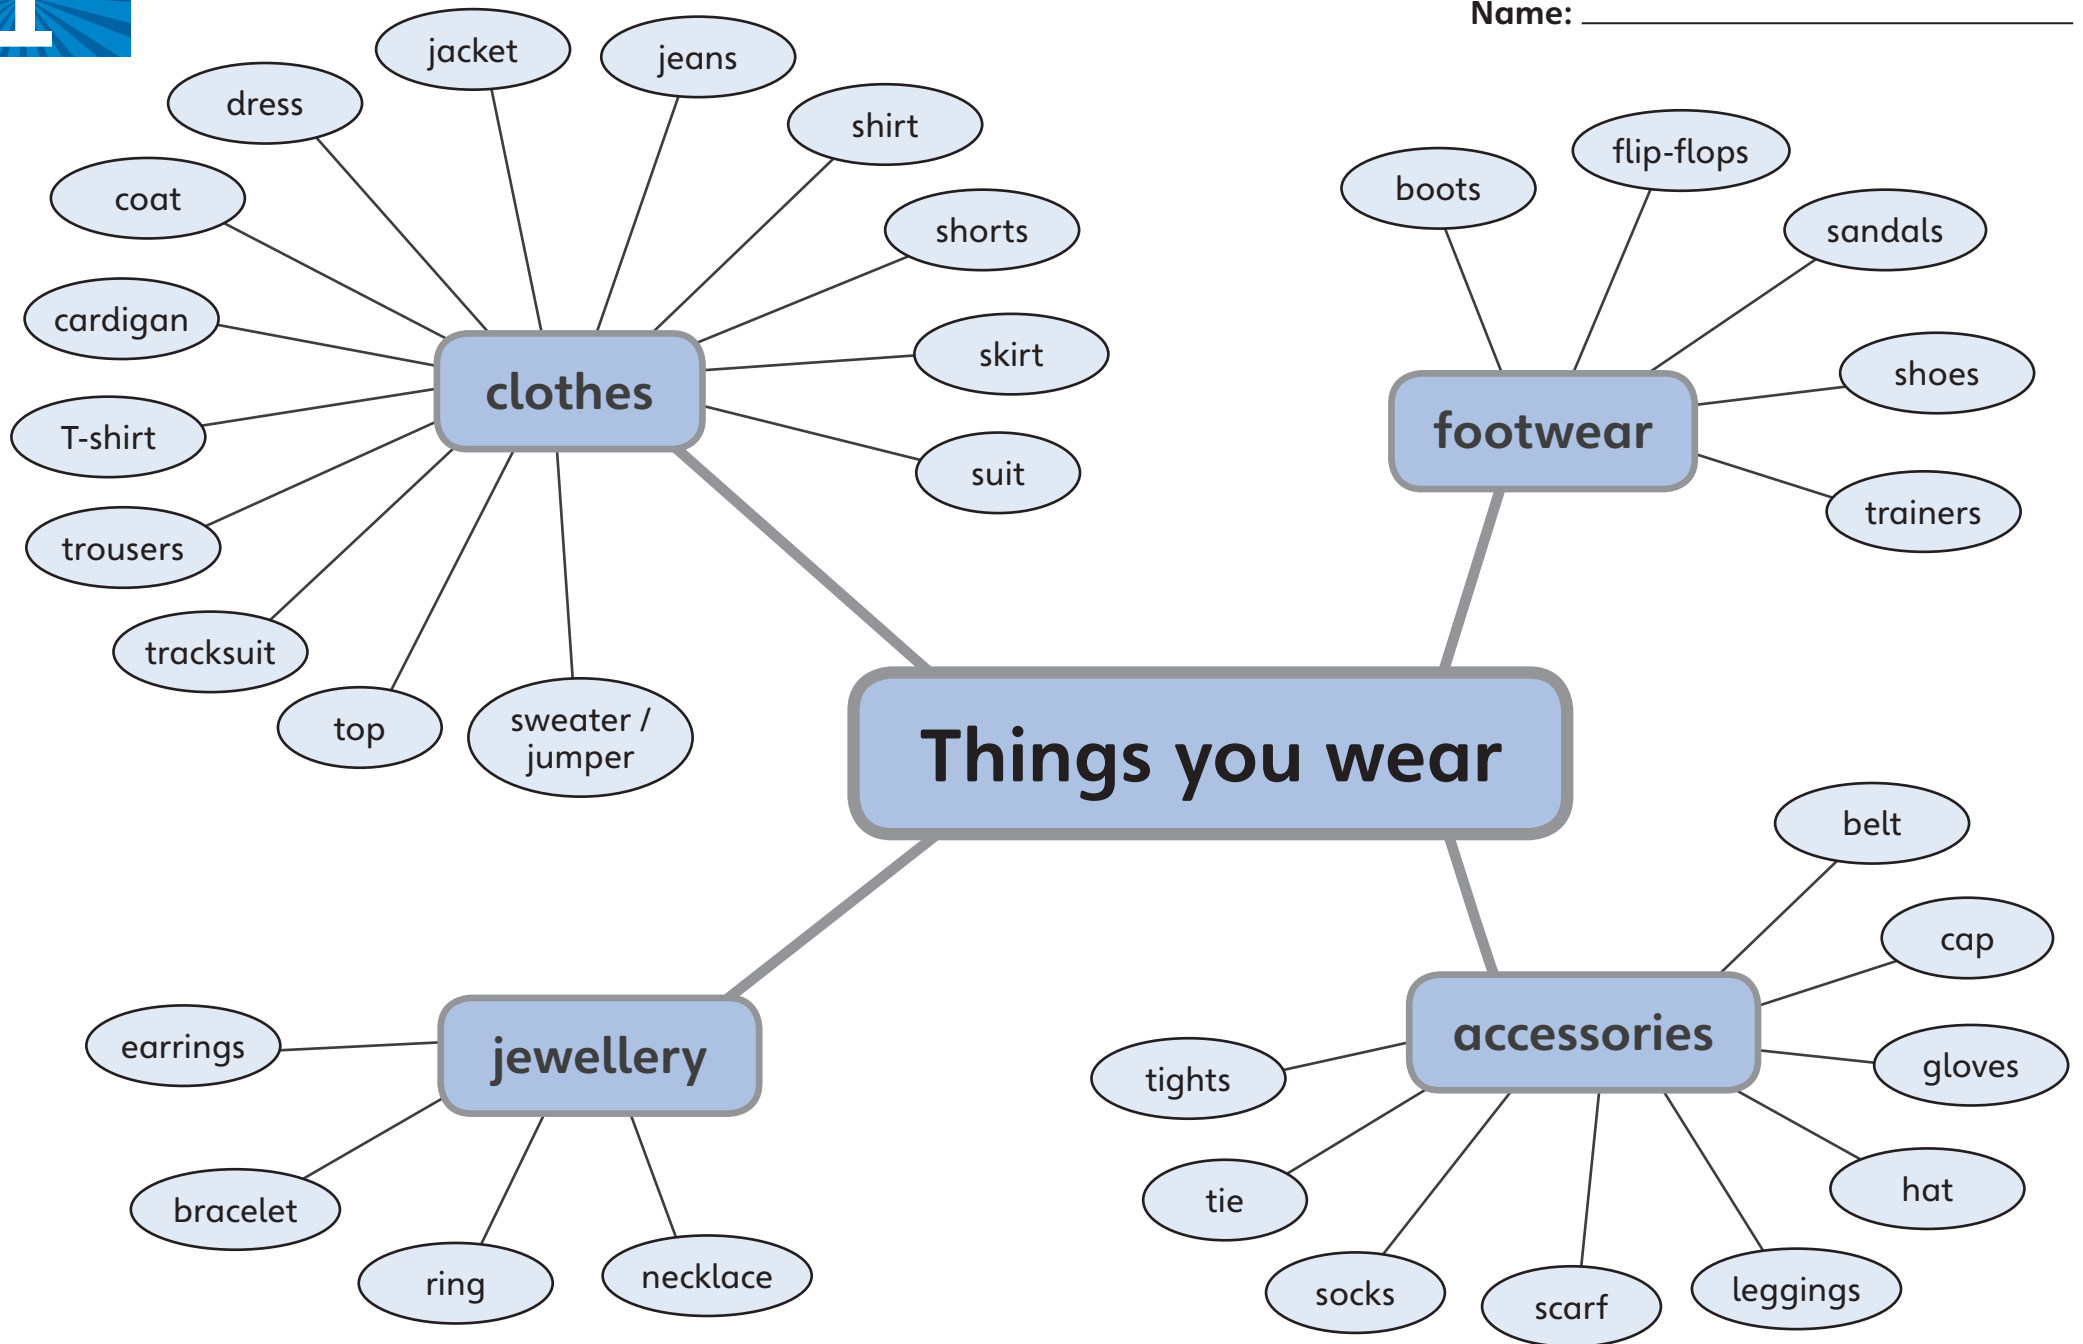 1
Name:
jacket
jeans
dress
shirt
coat
shorts
cardigan
skirt
T-shirt
suit
trousers
tracksuit
top
sweater /
jumper
clothes
boots
flip-flops
sandals
shoes
trainers
footwear
Things you wear
jewellery
earrings
bracelet
ring
necklace
accessories
belt
cap
gloves
hat
leggings
scarf
socks
tie
tights